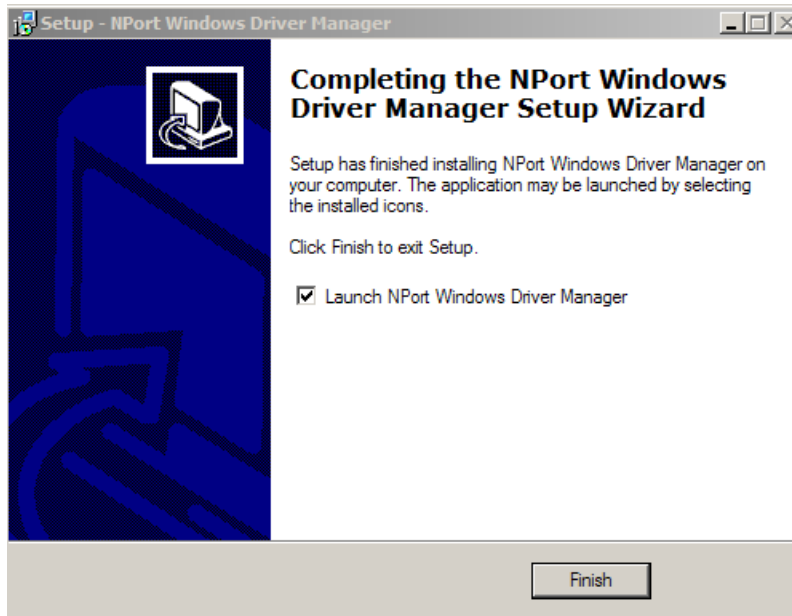 Setup - NPort Windows Driver Manager
Completing the NPort Windows
Driver Manager Setup Wizard
Setup has finished installing NPort Windows Driver Manager on
your computer. The application may be launched by selecting
the installed icons.
Click Finish to exit Setup.
Launch NPort Windows Driver Manager
Finish